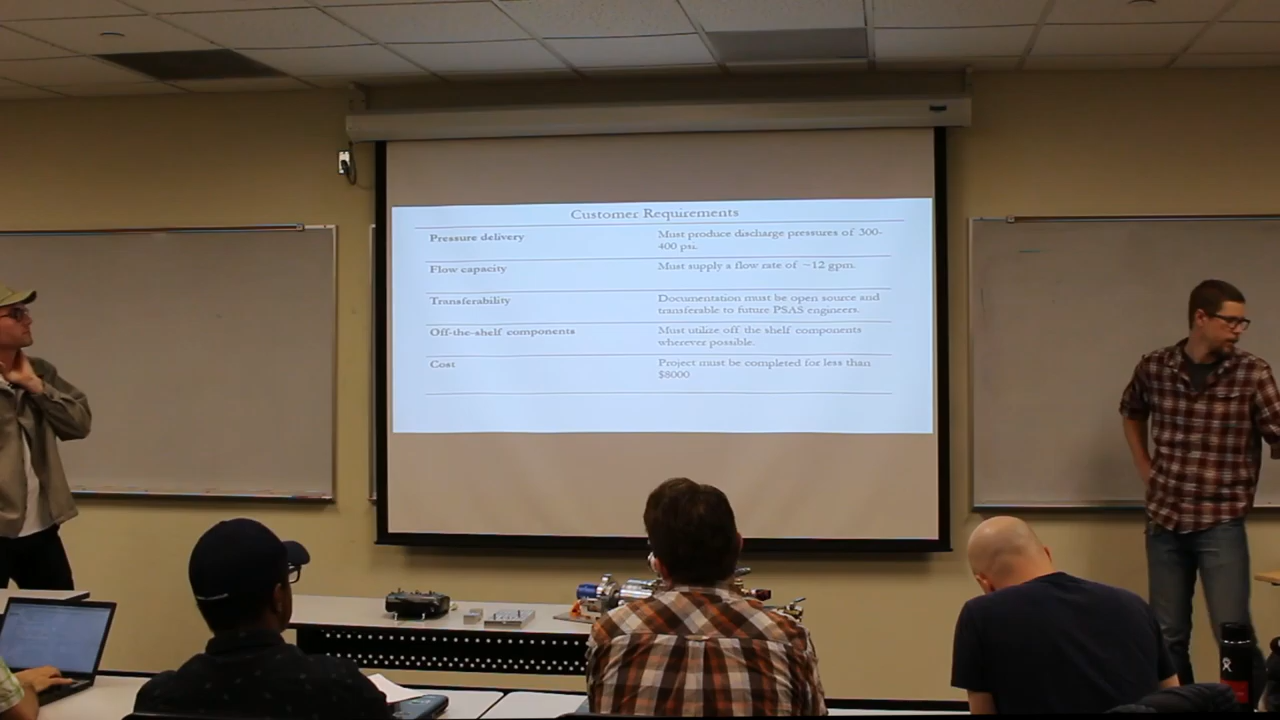 Customer Requirements
Pressure delivery
Must produce discharge pressures of 300-
400 psi.
Flow capacity
Must supply a flow rate of ~12 gpm.
Transferability
Documentation must be open source and
transferable to future PSAS engineers.
Off-the-shelf components
Must utilize off the shelf components
wherever possible.
Cost
Project must be completed for less than
$8000